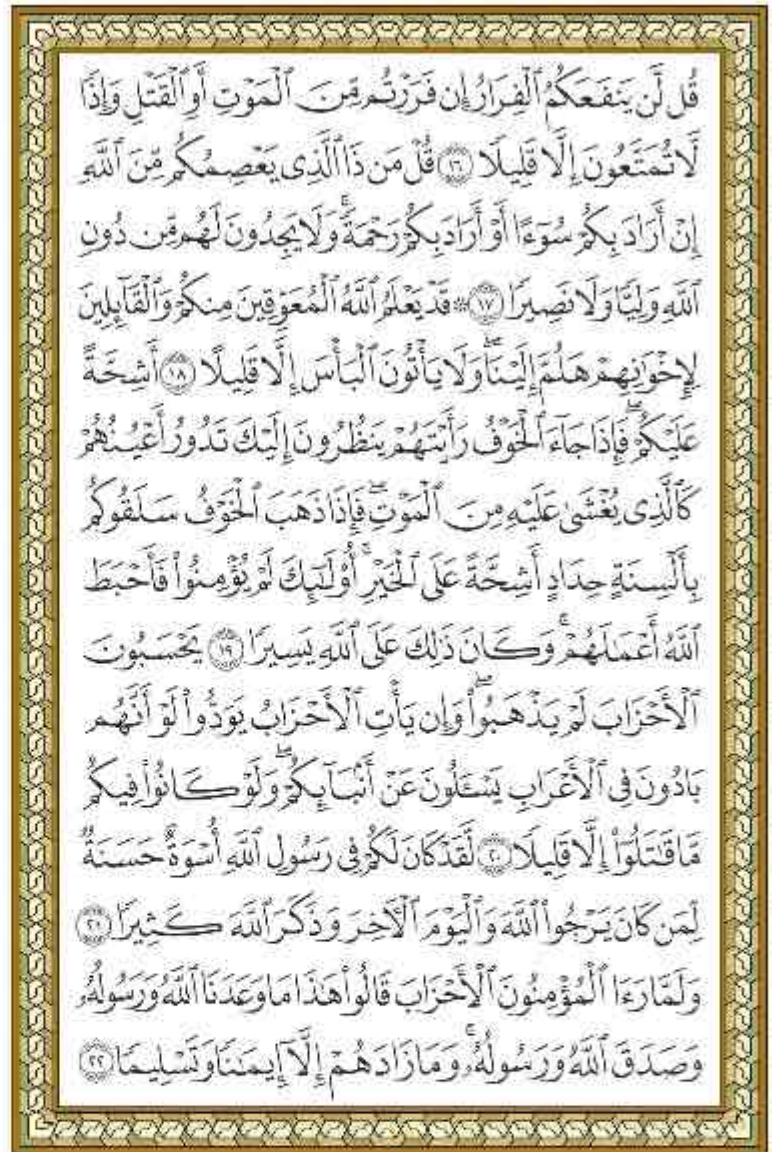 قُل لَّن يَنفَعَكُمُ ٱلْفِرَارُ إِن فَرَرْتُم مِّنَ ٱلْمَوْتِ أَوِ ٱلْقَتْلِ وَإِذًا
لَّا تُمَتَّعُونَ إِلَّا قَلِيلًا ١٦ قُلْ مَن ذَا ٱلَّذِى يَعْصِمُكُم مِّنَ ٱللَّهِ
إِنْ أَرَادَ بِكُمْ سُوٓءًا أَوْ أَرَادَ بِكُمْ رَحْمَةً ۚ وَلَا يَجِدُونَ لَهُم مِّن دُونِ
ٱللَّهِ وَلِيًّا وَلَا نَصِيرًا ١٧ ۞ قَدْ يَعْلَمُ ٱللَّهُ ٱلْمُعَوِّقِينَ مِنكُمْ وَٱلْقَآئِلِينَ
لِإِخْوَٰنِهِمْ هَلُمَّ إِلَيْنَا ۖ وَلَا يَأْتُونَ ٱلْبَأْسَ إِلَّا قَلِيلًا ١٨ أَشِحَّةً
عَلَيْكُمْ ۖ فَإِذَا جَآءَ ٱلْخَوْفُ رَأَيْتَهُمْ يَنظُرُونَ إِلَيْكَ تَدُورُ أَعْيُنُهُمْ
كَٱلَّذِى يُغْشَىٰ عَلَيْهِ مِنَ ٱلْمَوْتِ ۖ فَإِذَا ذَهَبَ ٱلْخَوْفُ سَلَقُوكُم
بِأَلْسِنَةٍ حِدَادٍ أَشِحَّةً عَلَى ٱلْخَيْرِ ۚ أُو۟لَٰٓئِكَ لَمْ يُؤْمِنُوا۟ فَأَحْبَطَ
ٱللَّهُ أَعْمَٰلَهُمْ ۚ وَكَانَ ذَٰلِكَ عَلَى ٱللَّهِ يَسِيرًا ١٩ يَحْسَبُونَ
ٱلْأَحْزَابَ لَمْ يَذْهَبُوا۟ ۖ وَإِن يَأْتِ ٱلْأَحْزَابُ يَوَدُّوا۟ لَوْ أَنَّهُم
بَادُونَ فِى ٱلْأَعْرَابِ يَسْـَٔلُونَ عَنْ أَنۢبَآئِكُمْ ۖ وَلَوْ كَانُوا۟ فِيكُم
مَّا قَٰتَلُوٓا۟ إِلَّا قَلِيلًا ٢٠ لَّقَدْ كَانَ لَكُمْ فِى رَسُولِ ٱللَّهِ أُسْوَةٌ حَسَنَةٌ
لِّمَن كَانَ يَرْجُوا۟ ٱللَّهَ وَٱلْيَوْمَ ٱلْءَاخِرَ وَذَكَرَ ٱللَّهَ كَثِيرًا ٢١
وَلَمَّا رَءَا ٱلْمُؤْمِنُونَ ٱلْأَحْزَابَ قَالُوا۟ هَٰذَا مَا وَعَدَنَا ٱللَّهُ وَرَسُولُهُۥ
وَصَدَقَ ٱللَّهُ وَرَسُولُهُۥ ۚ وَمَا زَادَهُمْ إِلَّآ إِيمَٰنًا وَتَسْلِيمًا ٢٢